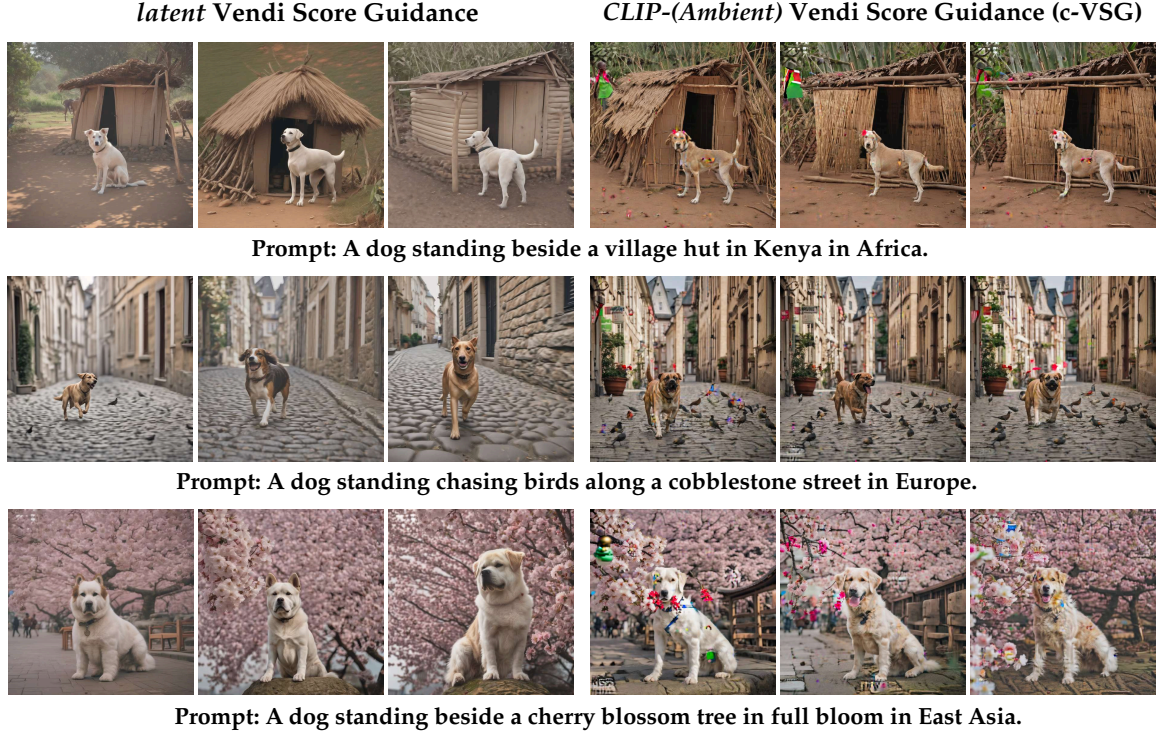 latent Vendi Score Guidance
CLIP-(Ambient) Vendi Score Guidance (c-VSG)
Prompt: A dog standing beside a village hut in Kenya in Africa.
Prompt: A dog standing chasing birds along a cobblestone street in Europe.
Prompt: A dog standing beside a cherry blossom tree in full bloom in East Asia.